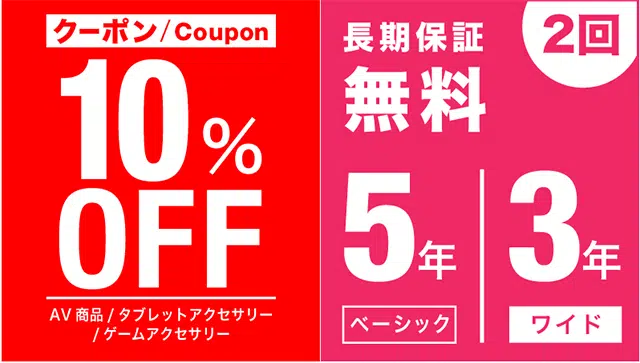 クーポン/Coupon
10%
OFF
AV商品/タブレットアクセサリー
/ゲームアクセサリー
長期保証
無料
2回
5年
ベーシック
3年
ワイド